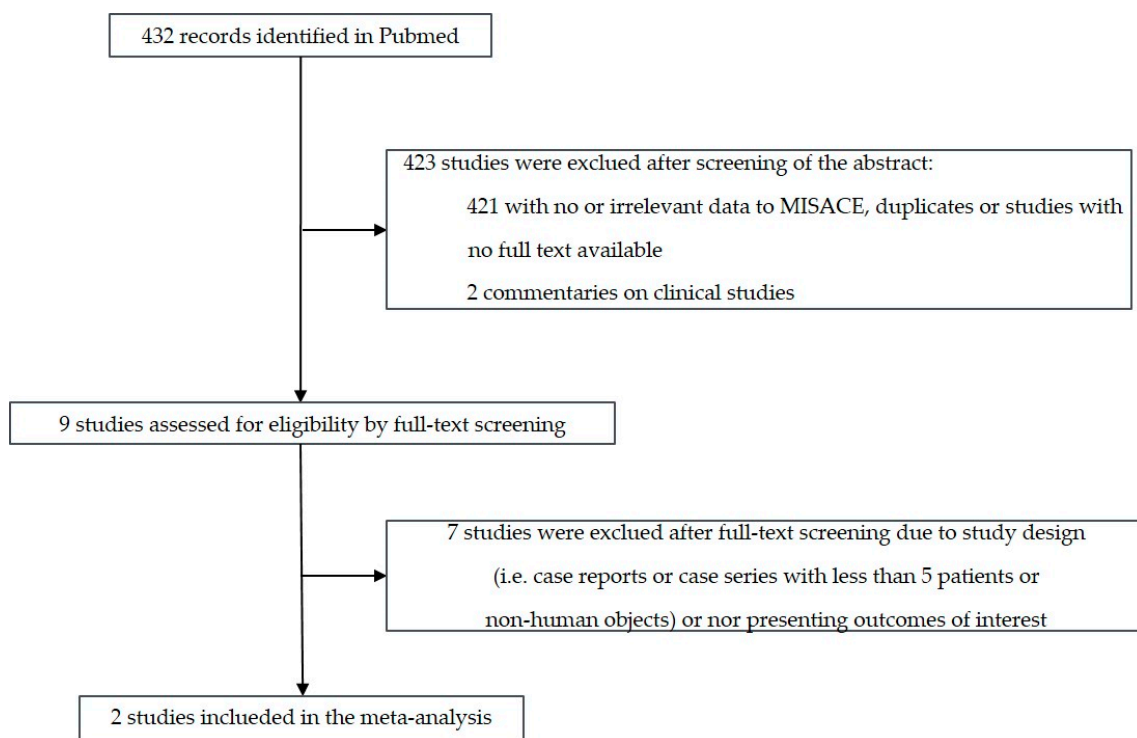 432 records identified in Pubmed
423 studies were exclued after screening of the abstract:
421 with no or irrelevant data to MISACE, duplicates or studies with
no full text available
2 commentaries on clinical studies
9 studies assessed for eligibility by full-text screening
7 studies were exclued after full-text screening due to study design
(i.e. case reports or case series with less than 5 patients or
non-human objects) or nor presenting outcomes of interest
2 studies inclueded in the meta-analysis